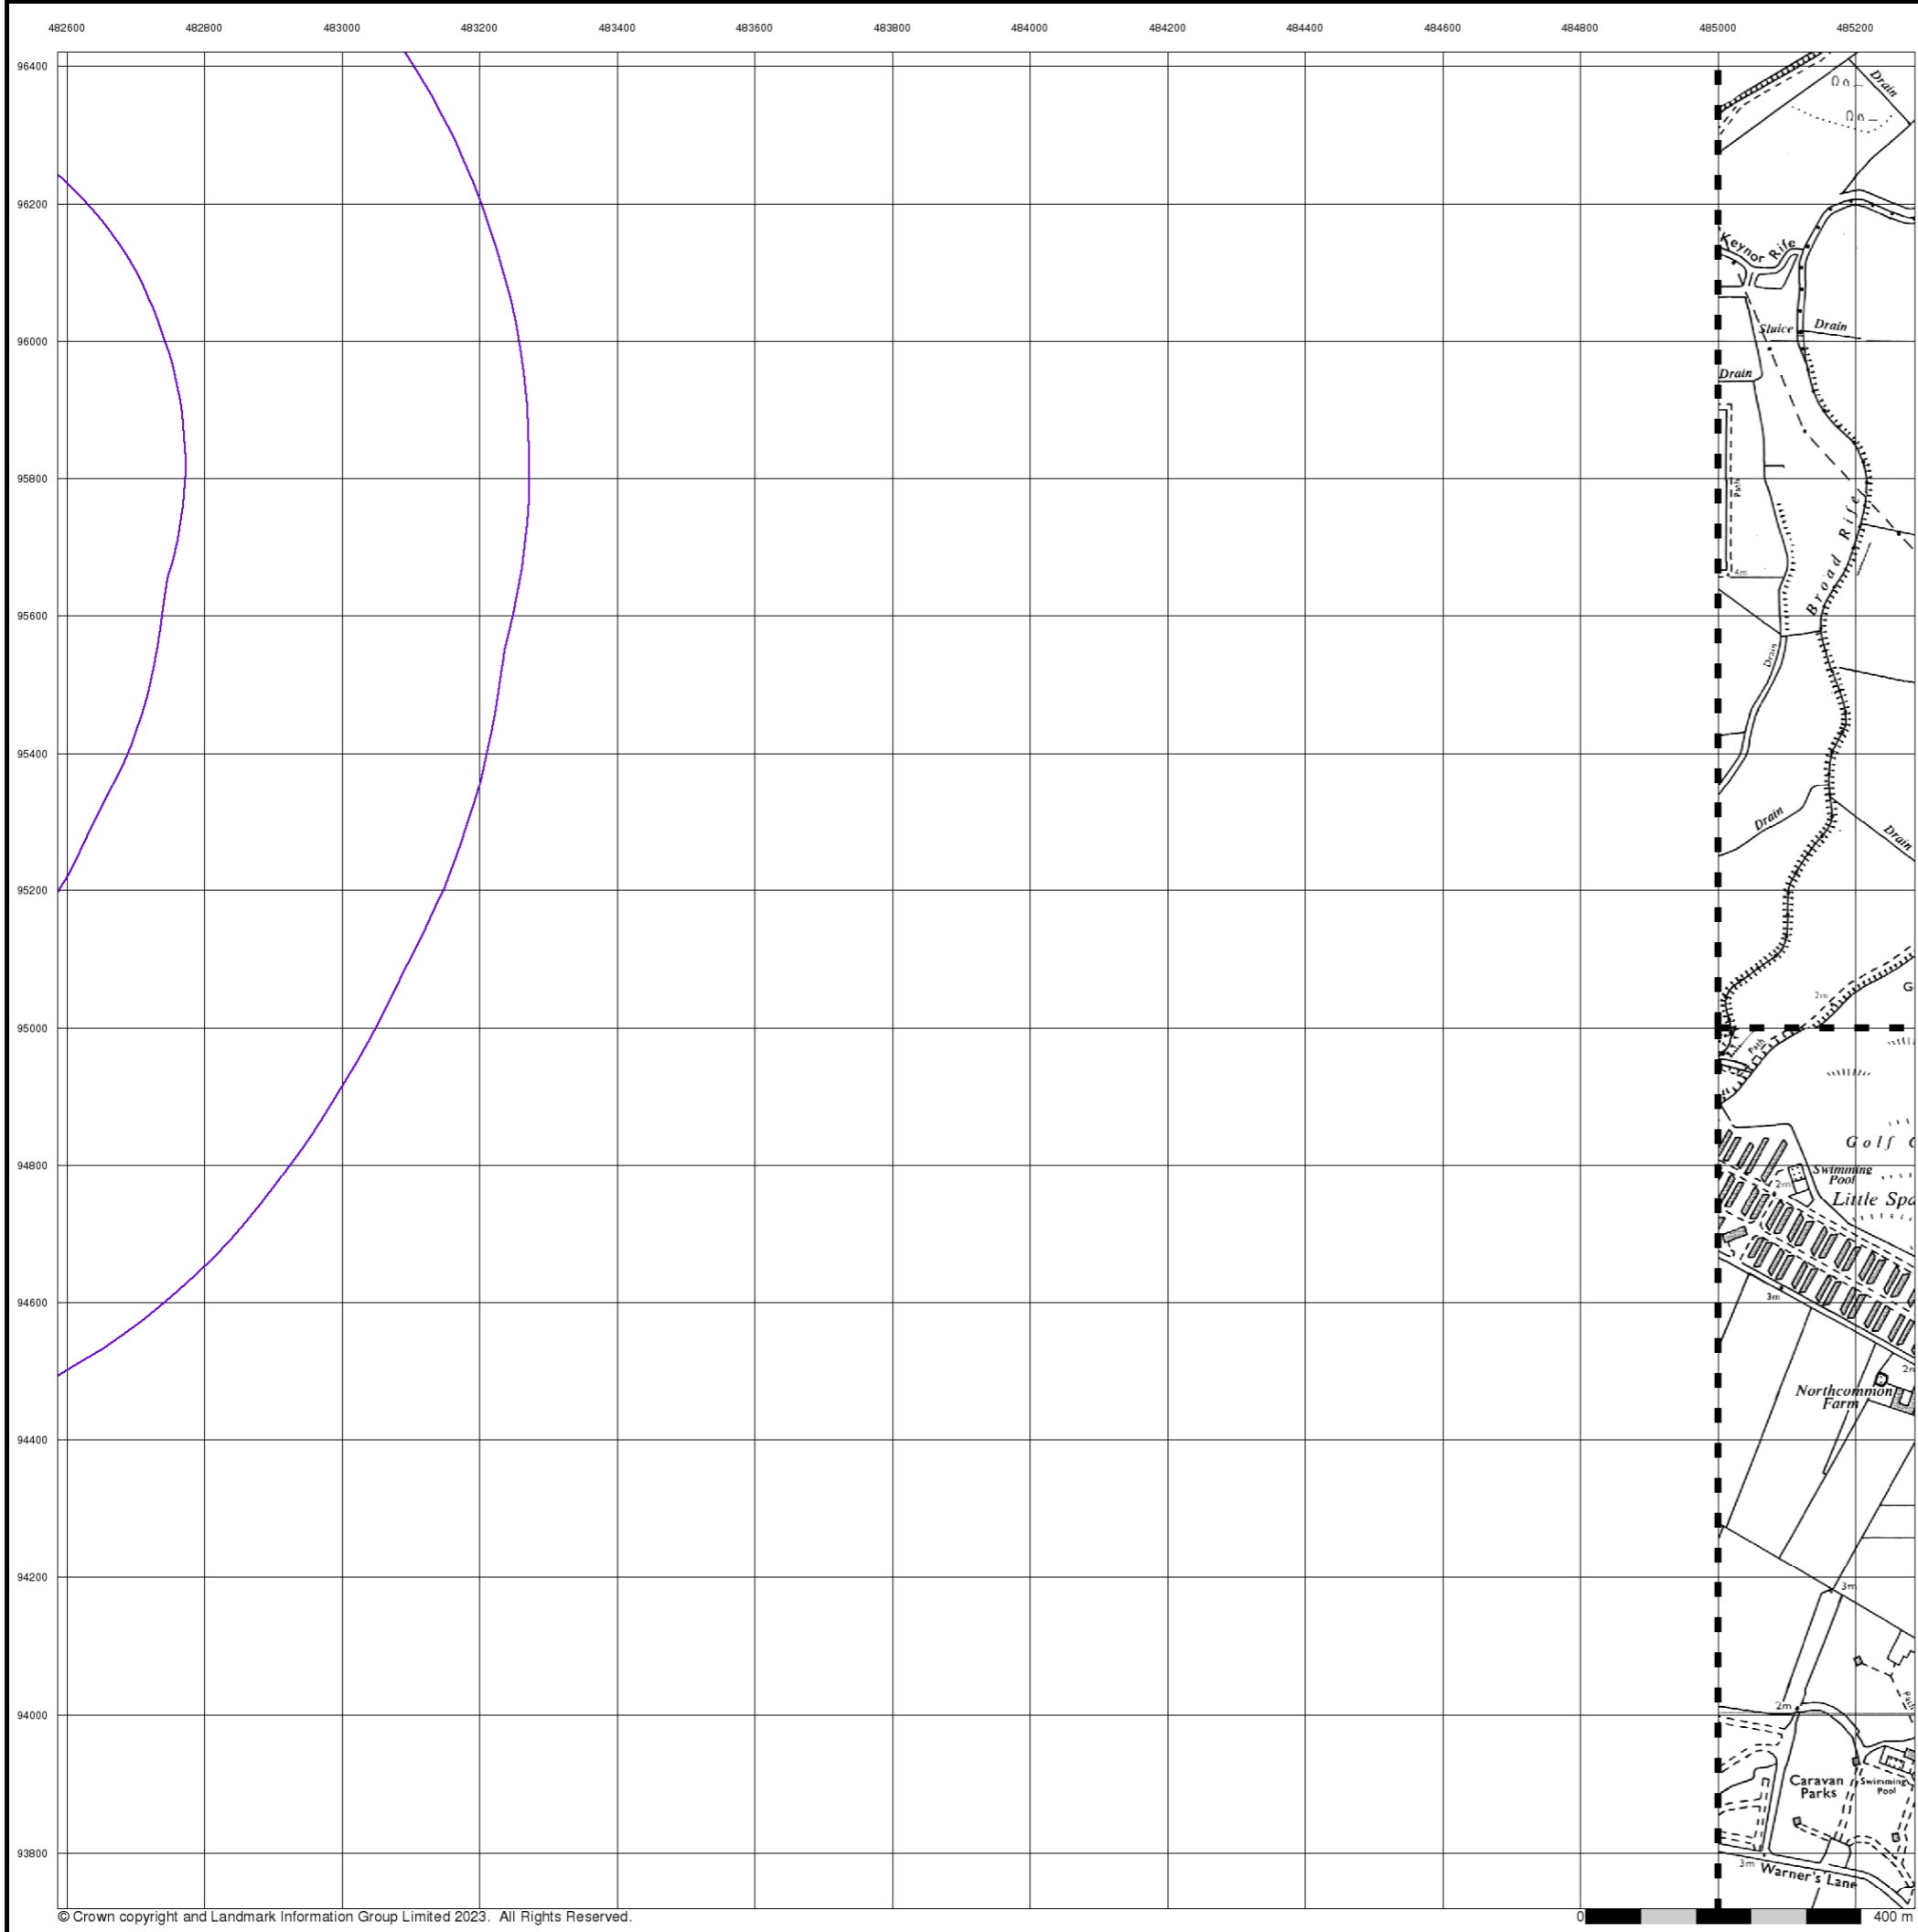 482600 482800 483000 483200 483400 483600 483800 484000 484200 484400 484600 484800 485000 485200
96400
Drain
96200
Keynor Rife
96000
Sluice
Drain
Drain
95800
Path
Broad Rife
4m
95600
Drain
95400
Drain
Drain
95200
2m
G
95000
Path
Golf C
94800
Swimming
Pool
2m
Little Spa
94600
3m
2m
Northcommon
Farm
94400
94200
3m
94000
2m
Path
Caravan
Parks
Swimming
Pool
93800
3m
Warner's Lane
© Crown copyright and Landmark Information Group Limited 2023. All Rights Reserved.
0 400 m